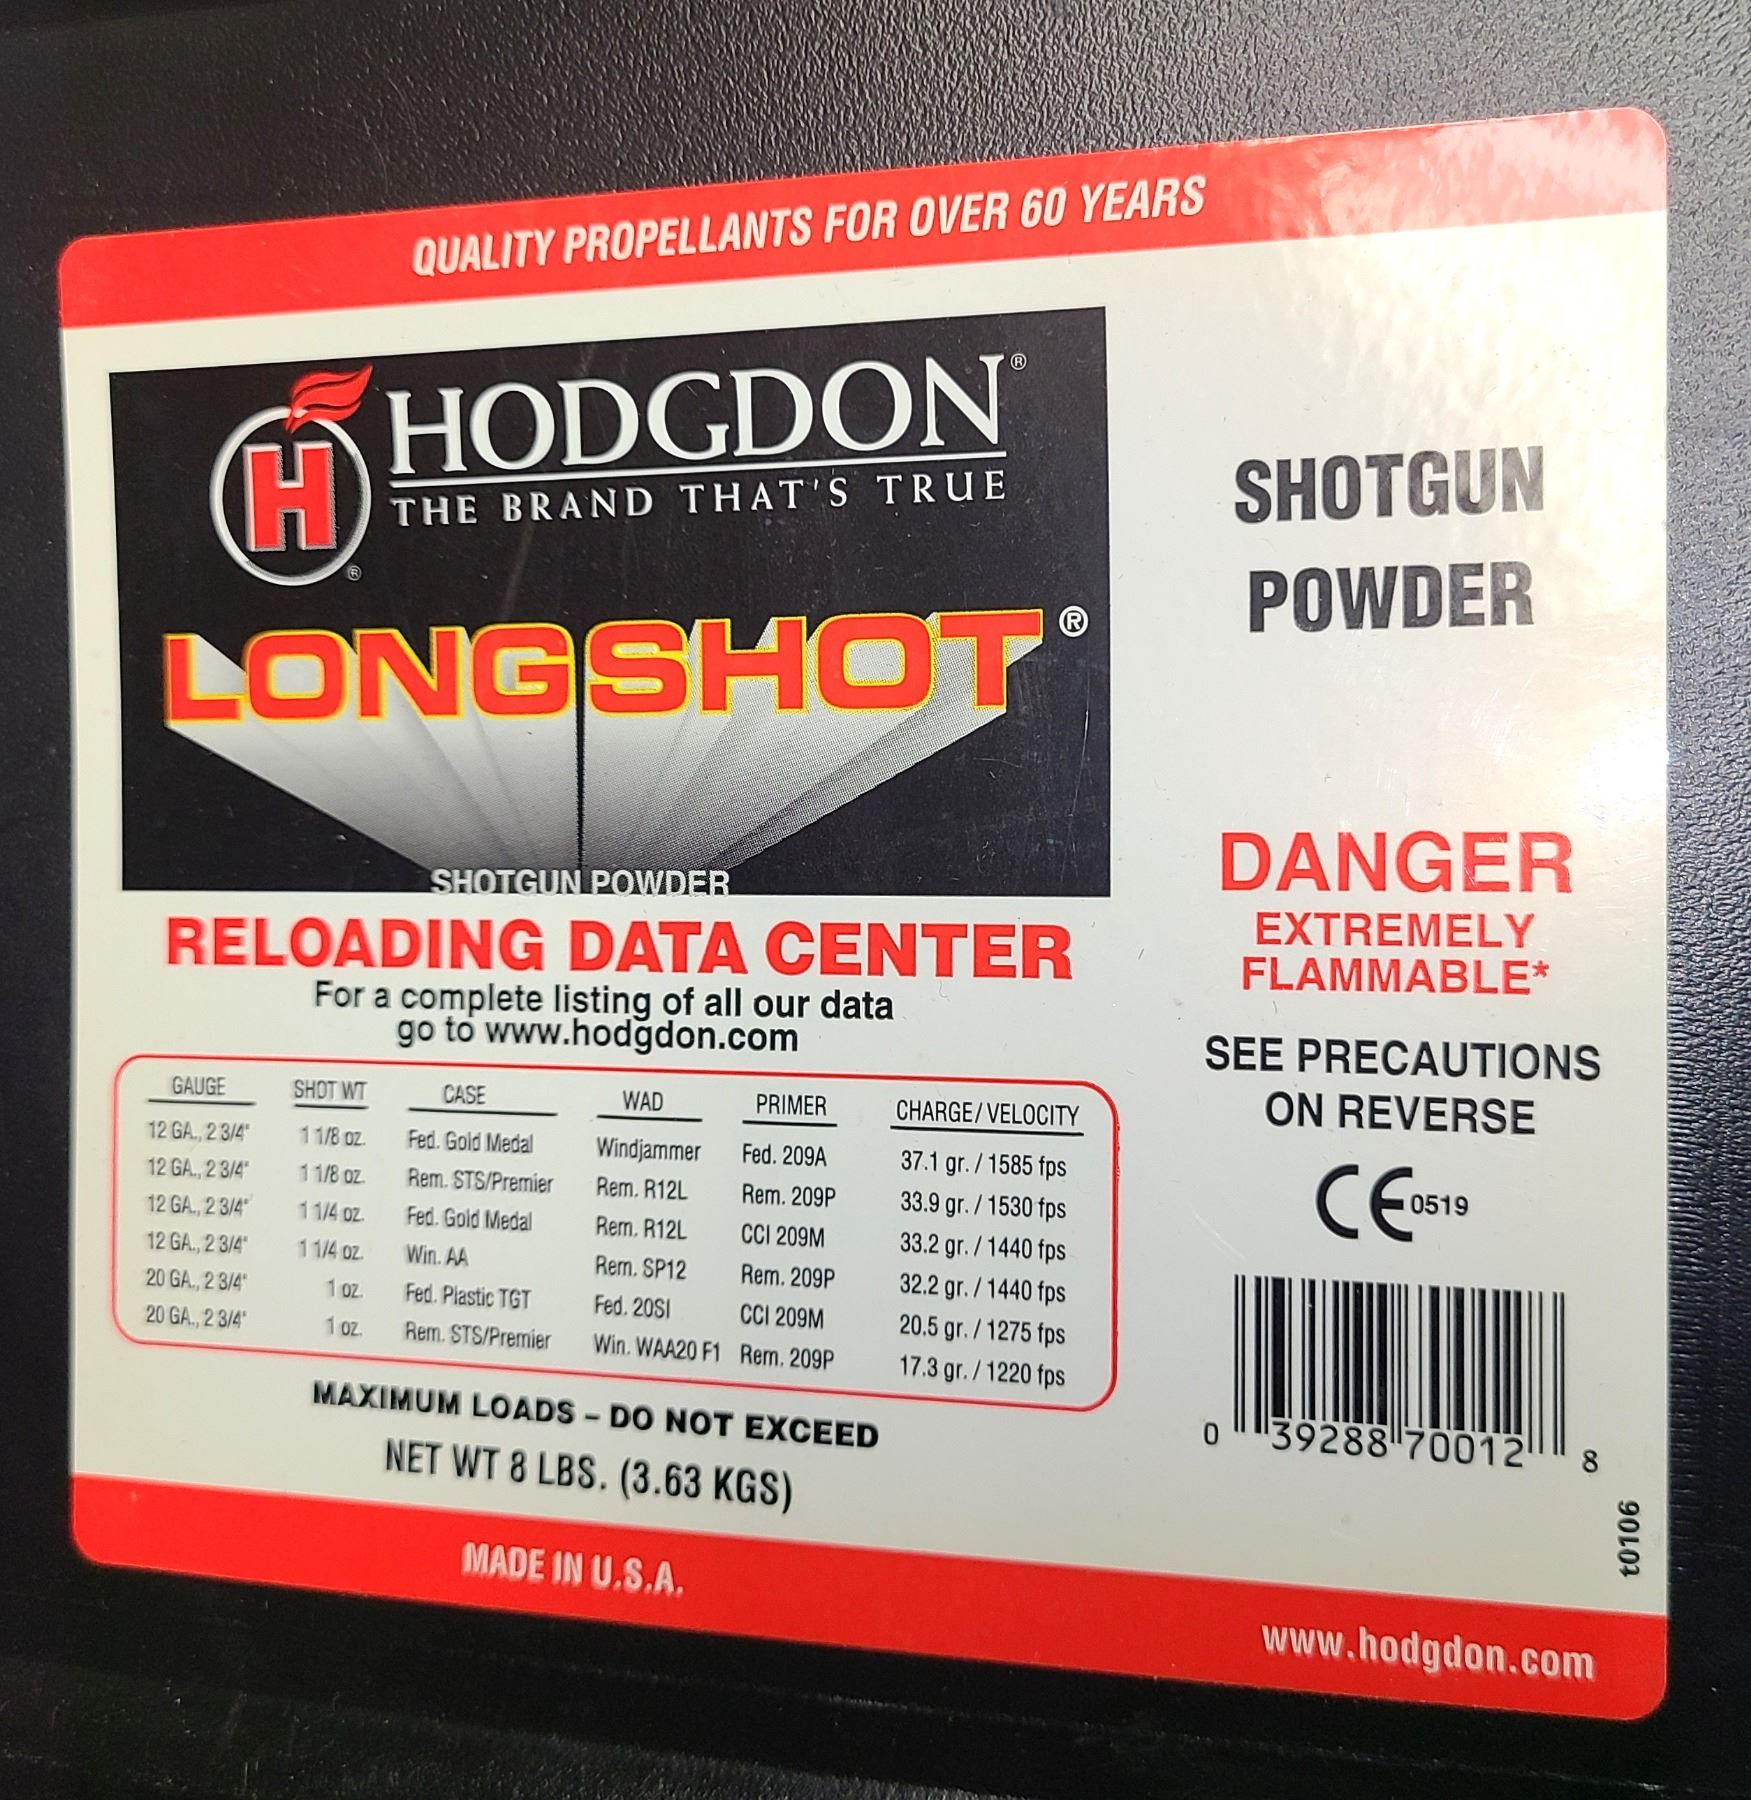 QUALITY PROPELLANTS FOR OVER 60 YEARS
H ®
HODGDON®
THE BRAND THAT'S TRUE
LONGSHOT®
SHOTGUN POWDER
SHOTGUN
POWDER
RELOADING DATA CENTER
For a complete listing of all our data
go to www.hodgdon.com
GAUGE SHOT WT CASE WAD PRIMER CHARGE/VELOCITY
12 GA., 2 3/4" 1 1/8 oz. Fed. Gold Medal Windjammer Fed. 209A 37.1 gr. / 1585 fps
12 GA., 2 3/4" 1 1/8 oz. Rem. STS/Premier Rem. R12L Rem. 209P 33.9 gr. / 1530 fps
12 GA., 2 3/4" 1 1/4 oz. Fed. Gold Medal Rem. R12L CCI 209M 33.2 gr. / 1440 fps
12 GA., 2 3/4" 1 1/4 oz. Win. AA Rem. SP12 Rem. 209P 32.2 gr. / 1440 fps
20 GA., 2 3/4" 1 oz. Fed. Plastic TGT Fed. 20SI CCI 209M 20.5 gr. / 1275 fps
20 GA., 2 3/4" 1 oz. Rem. STS/Premier Win. WAA20 F1 Rem. 209P 17.3 gr. / 1220 fps
MAXIMUM LOADS – DO NOT EXCEED
NET WT 8 LBS. (3.63 KGS)
DANGER
EXTREMELY
FLAMMABLE*
SEE PRECAUTIONS
ON REVERSE
CE 0519
0 39288 70012 8
t0106
MADE IN U.S.A.
www.hodgdon.com